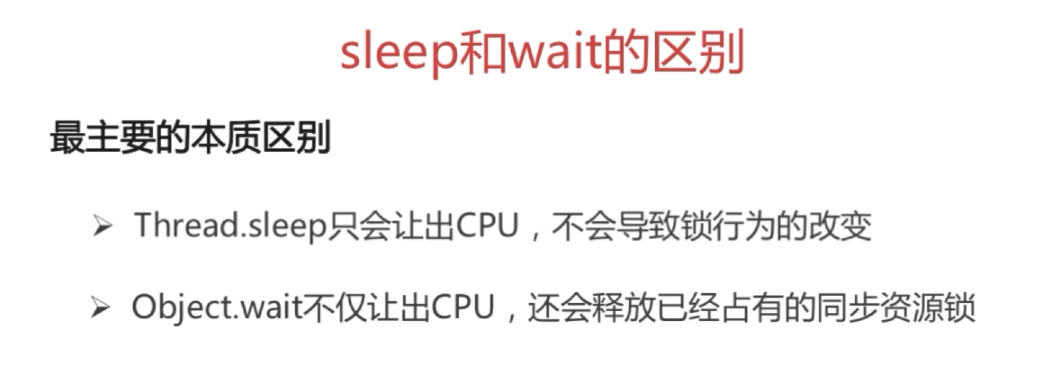 sleep和wait的区别
最主要的本质区别
➢ Thread.sleep只会让出CPU，不会导致锁行为的改变
➢ Object.wait不仅让出CPU，还会释放已经占有的同步资源锁